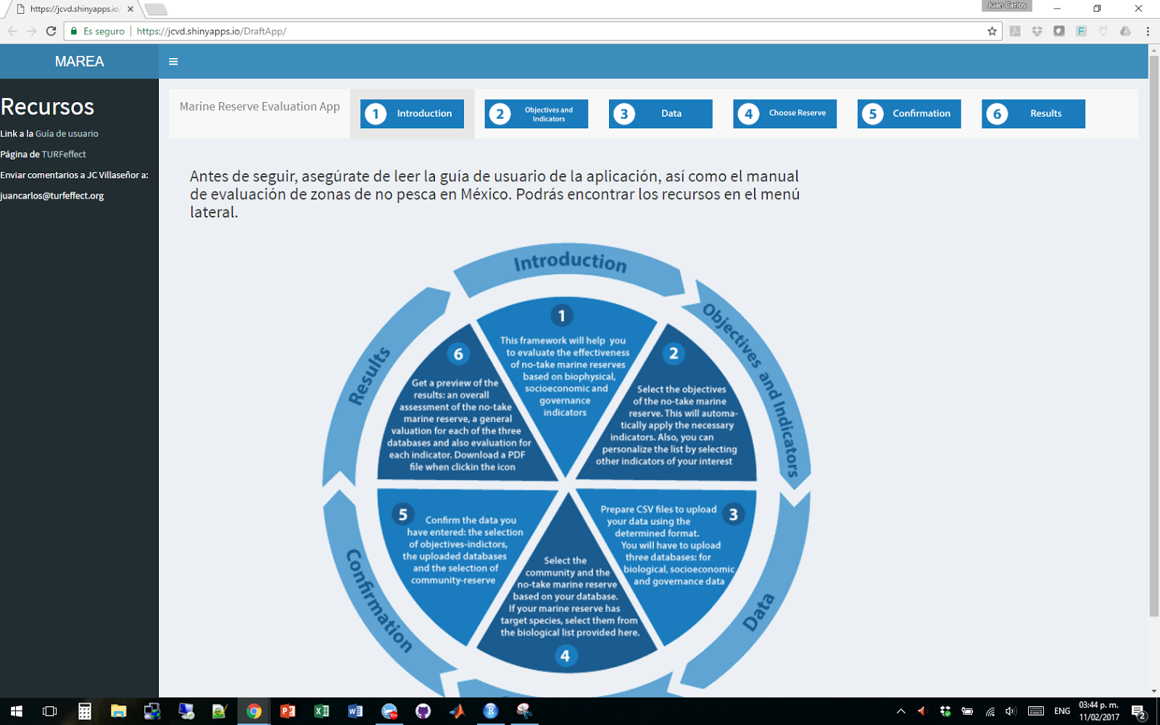 https://jcvd.shinyapps.io/
Juan Carlos
Es seguro
https://jcvd.shinyapps.io/DraftApp/
MAREA
Recursos
Link a la Guía de usuario
Página de TURFeffect
Enviar comentarios a JC Villaseñor a:
juancarlos@turfeffect.org
Marine Reserve Evaluation App
1 Introduction
2 Objectives and
Indicators
3 Data
4 Choose Reserve
5 Confirmation
6 Results
Antes de seguir, asegúrate de leer la guía de usuario de la aplicación, así como el manual
de evaluación de zonas de no pesca en México. Podrás encontrar los recursos en el menú
lateral.
Introduction
1
This framework will help you
to evaluate the effectiveness
of no-take marine reserves
based on biophysical,
socioeconomic and
governance
indicators
Objectives and Indicators
2
Select the objectives
of the no-take marine
reserve. This will automa-
tically apply the necessary
indicators. Also, you can
personalize the list by selecting
other indicators of your interest
Data
3
Prepare CSV files to upload
your data using the
determined format.
You will have to upload
three databases: for
biological, socioeconomic
and governance data
Select the
community and the
no-take marine reserve
based on your database.
If your marine reserve has
target species, select them from
the biological list provided here.
4
Confirmation
5
Confirm the data you
have entered: the selection
of objectives-indictors,
the uploaded databases
and the selection of
community-reserve
Results
6
Get a preview of the
results: an overall
assessment of the no-take
marine reserve, a general
valuation for each of the three
databases and also evaluation for
each indicator. Download a PDF
file when clickin the icon
ENG
03:44 p. m.
11/02/2017
2